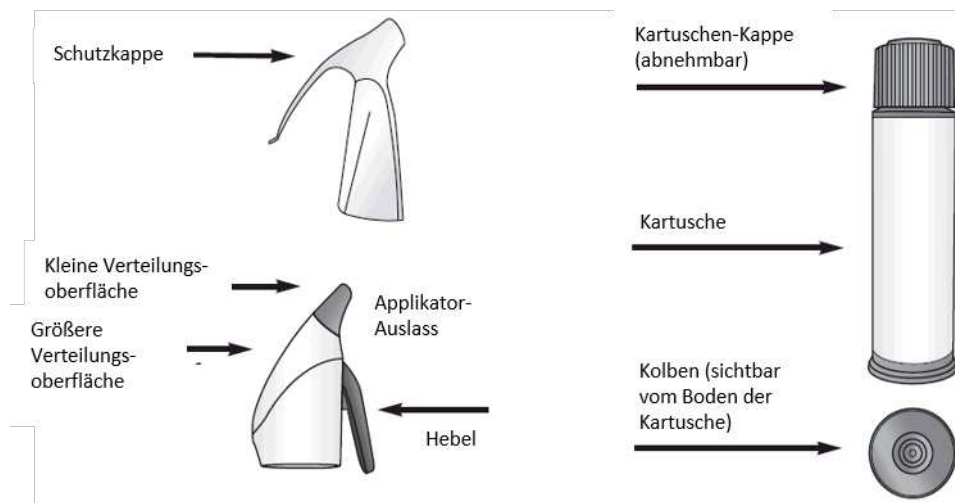 Schutzkappe
Kleine Verteilungs-
oberfläche
Größere
Verteilungs-
oberfläche
Applikator-
Auslass
Hebel
Kartuschen-Kappe
(abnehmbar)
Kartusche
Kolben (sichtbar
vom Boden der
Kartusche)